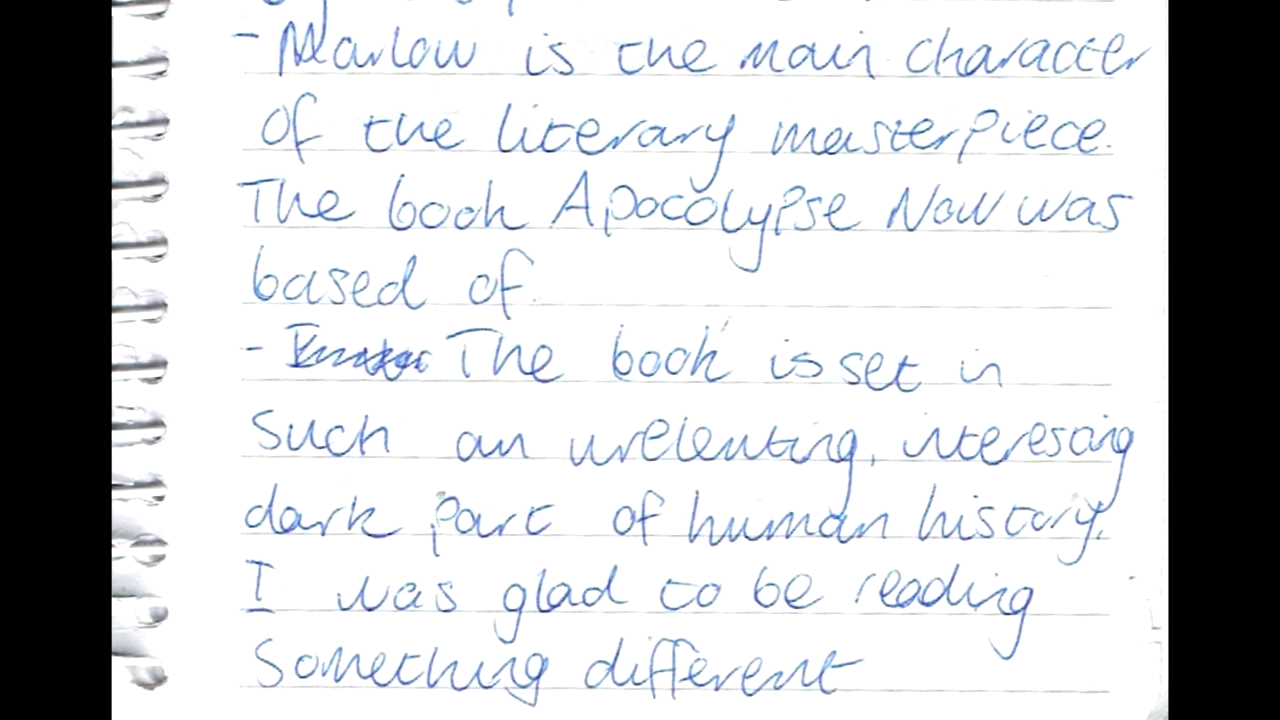 - Marlow is the main character
of the literary masterpiece.
The book Apocolypse Now was
based of.
- The book is set in
such an unrelenting, interesting
dark part of human history.
I was glad to be reading
something different